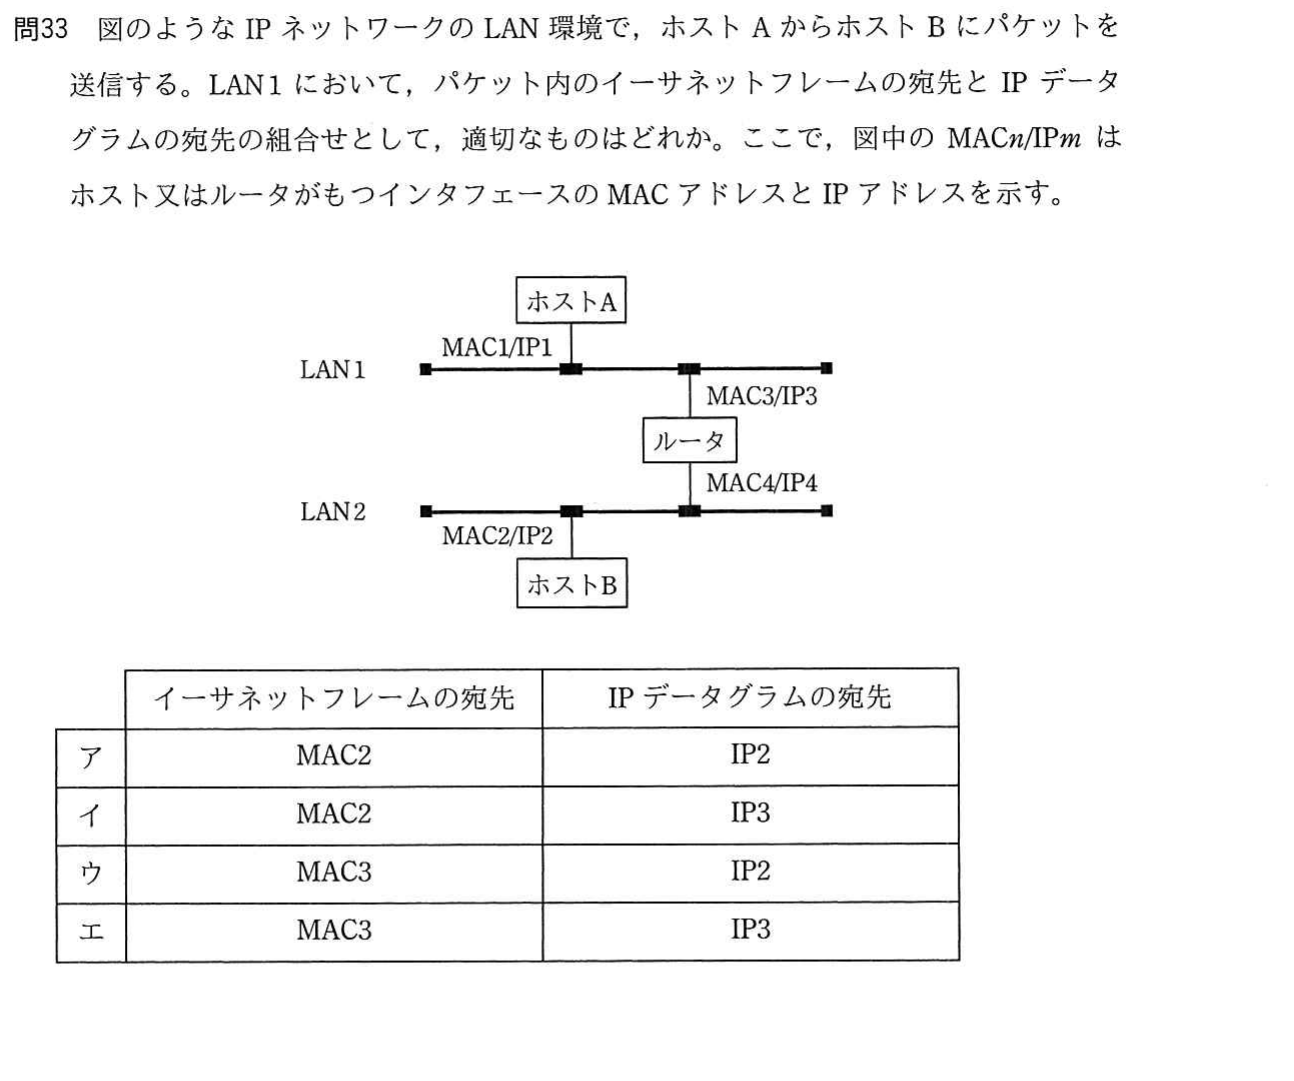 問33 図のような IP ネットワークの LAN 環境で，ホスト A からホスト B にパケットを
送信する。LAN1 において，パケット内のイーサネットフレームの宛先と IP データ
グラムの宛先の組合せとして，適切なものはどれか。ここで，図中の MACn/IPm は
ホスト又はルータがもつインタフェースの MAC アドレスと IP アドレスを示す。
ホストA
MAC1/IP1
LAN1
MAC3/IP3
ルータ
MAC4/IP4
LAN2
MAC2/IP2
ホストB
イーサネットフレームの宛先 IP データグラムの宛先
ア MAC2 IP2
イ MAC2 IP3
ウ MAC3 IP2
エ MAC3 IP3